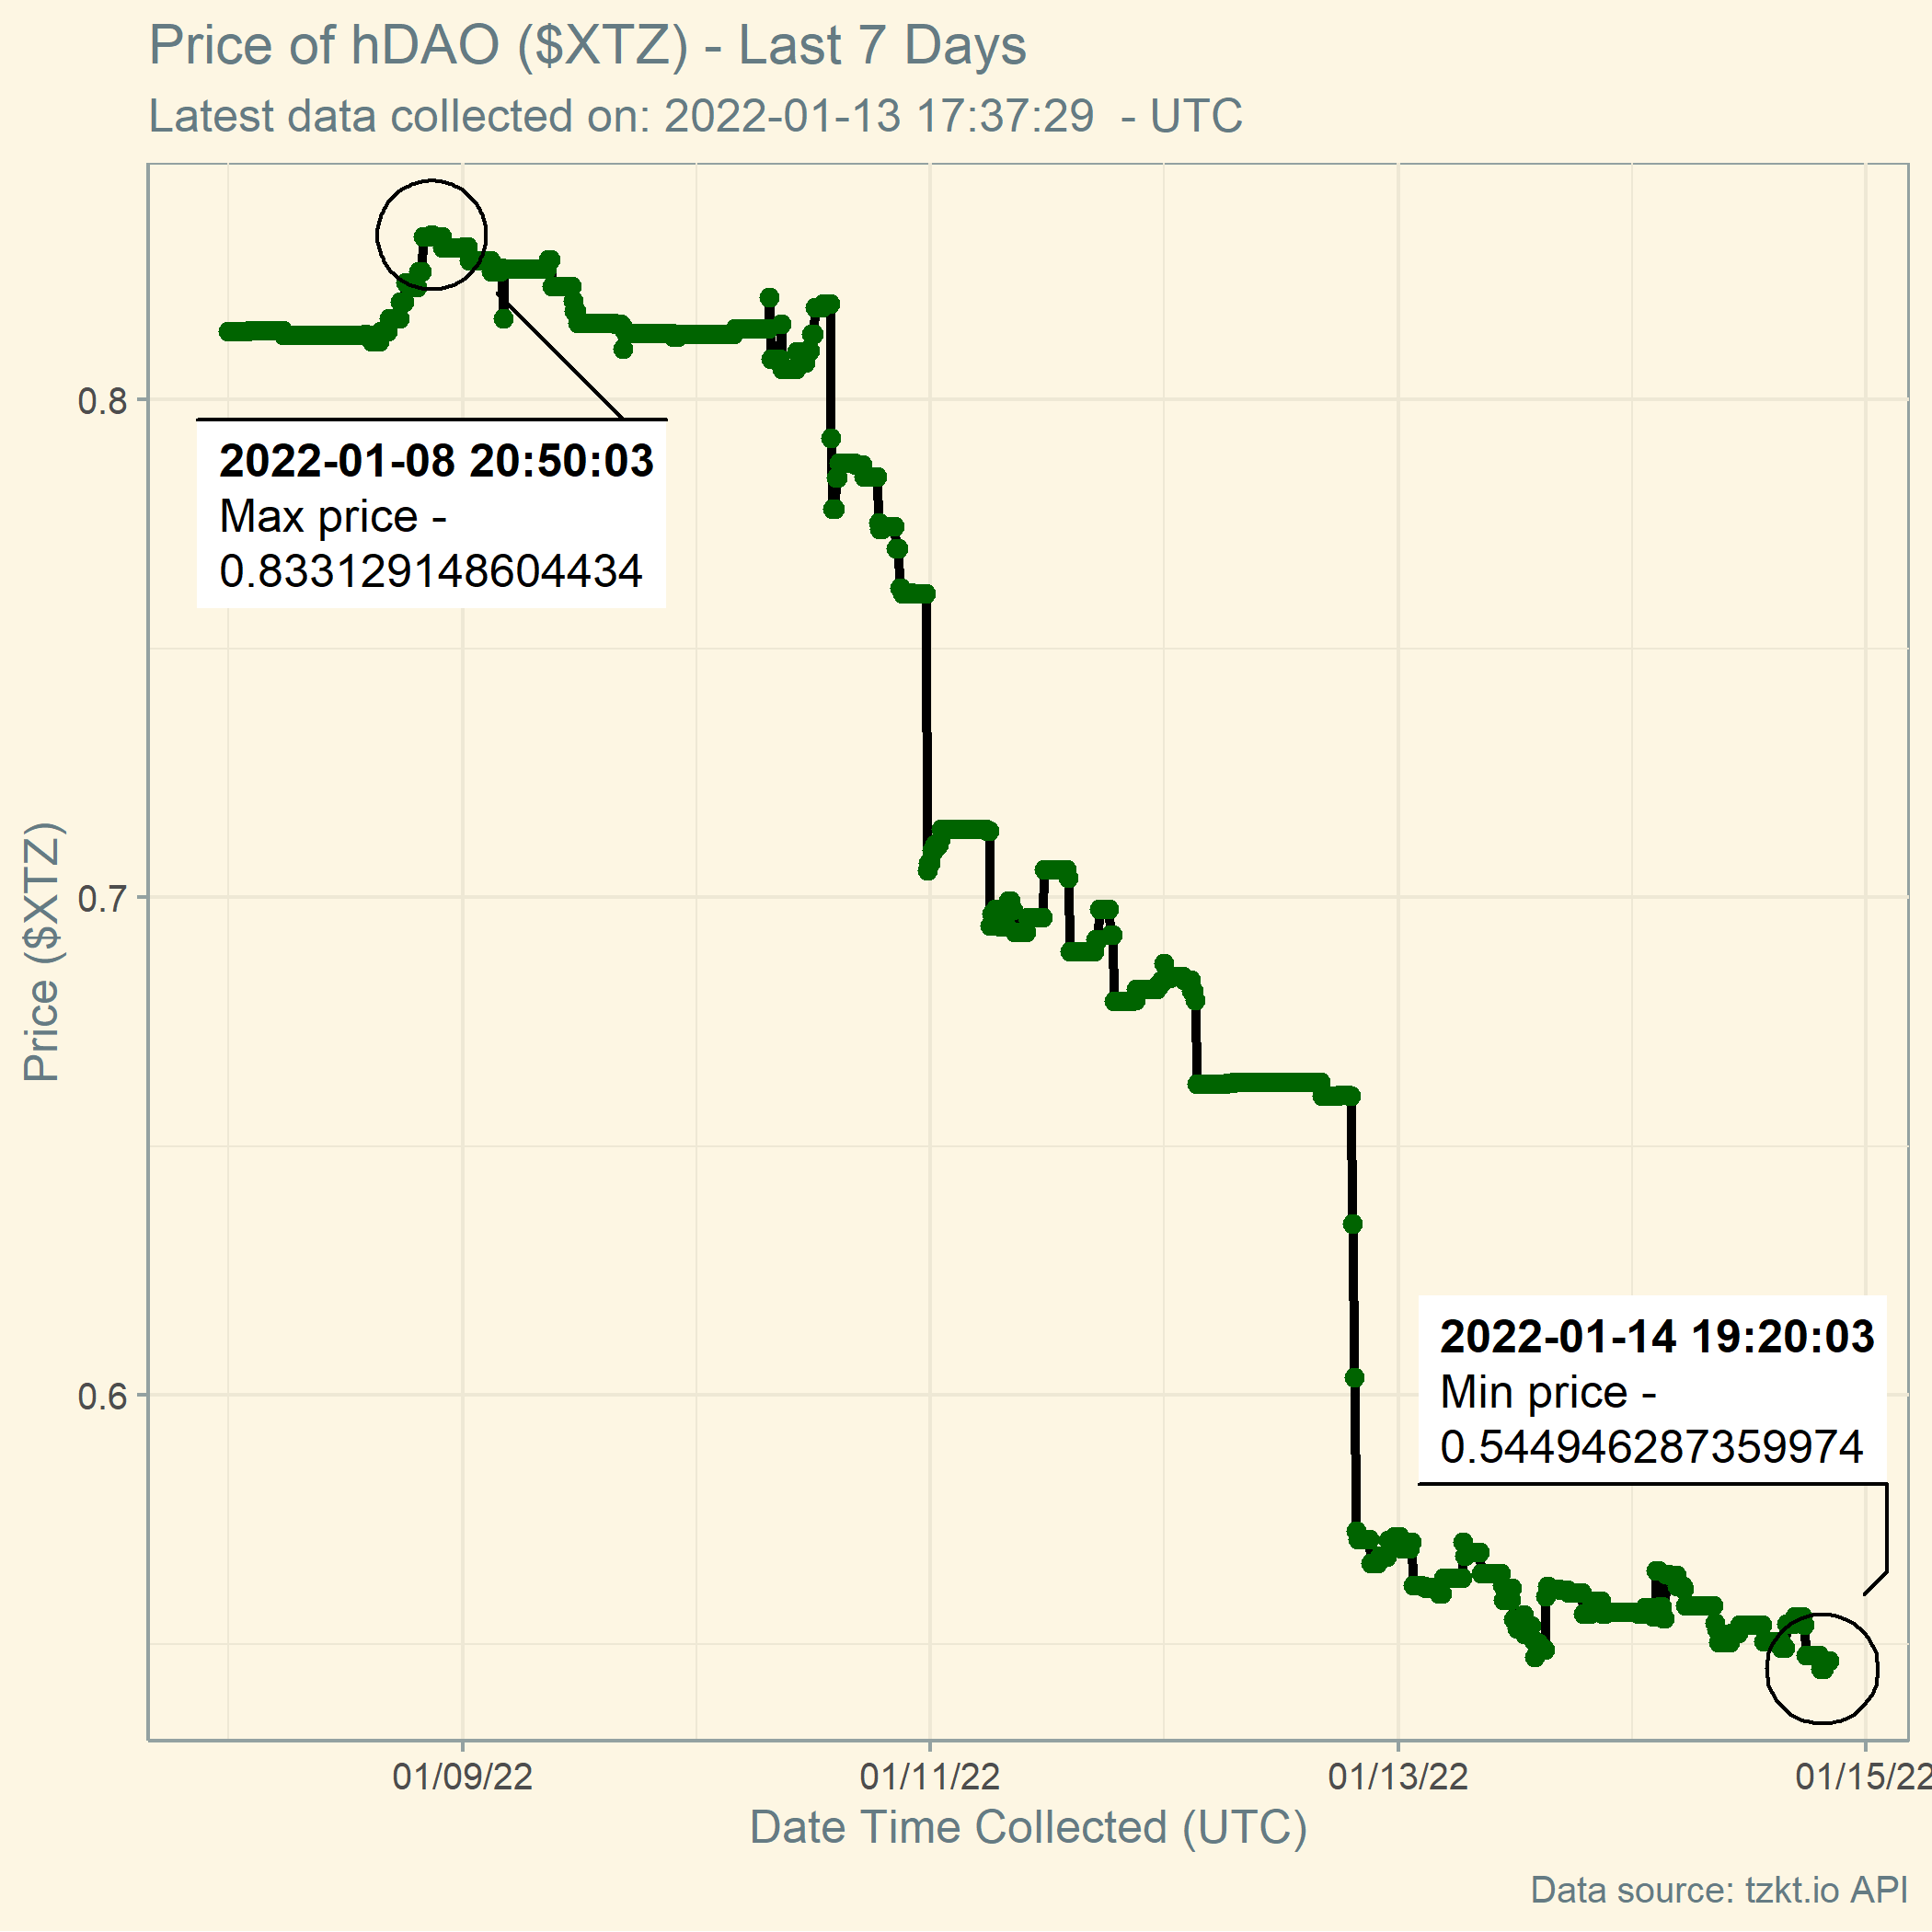 Price of hDAO ($XTZ) - Last 7 Days
Latest data collected on: 2022-01-13 17:37:29  - UTC
2022-01-08 20:50:03
Max price -
0.833129148604434
2022-01-14 19:20:03
Min price -
0.544946287359974
0.8
0.7
0.6
Price ($XTZ)
01/09/22
01/11/22
01/13/22
01/15/22
Date Time Collected (UTC)
Data source: tzkt.io API